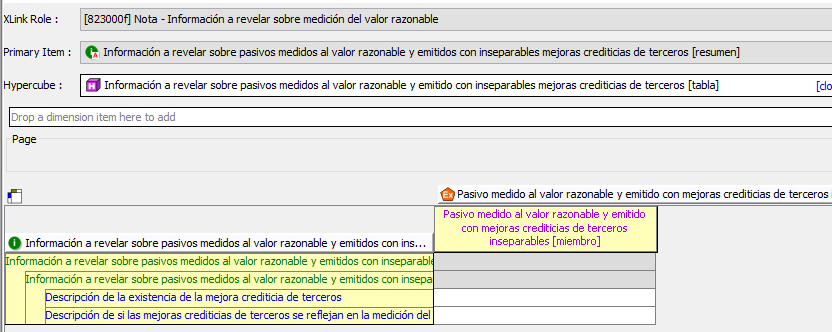 XLink Role : [823000f] Nota - Información a revelar sobre medición del valor razonable
Primary Item : Información a revelar sobre pasivos medidos al valor razonable y emitidos con inseparables mejoras crediticias de terceros [resumen]
Hypercube : H Información a revelar sobre pasivos medidos al valor razonable y emitido con inseparables mejoras crediticias de terceros [tabla] [clo
Drop a dimension item here to add
Page
Ex Pasivo medido al valor razonable y emitido con mejoras crediticias de terceros
Pasivo medido al valor razonable y emitido
con mejoras crediticias de terceros
inseparables [miembro]
Información a revelar sobre pasivos medidos al valor razonable y emitidos con ins...
Información a revelar sobre pasivos medidos al valor razonable y emitidos con inseparable
Información a revelar sobre pasivos medidos al valor razonable y emitidos con insepa
Descripción de la existencia de la mejora crediticia de terceros
Descripción de si las mejoras crediticias de terceros se reflejan en la medición del